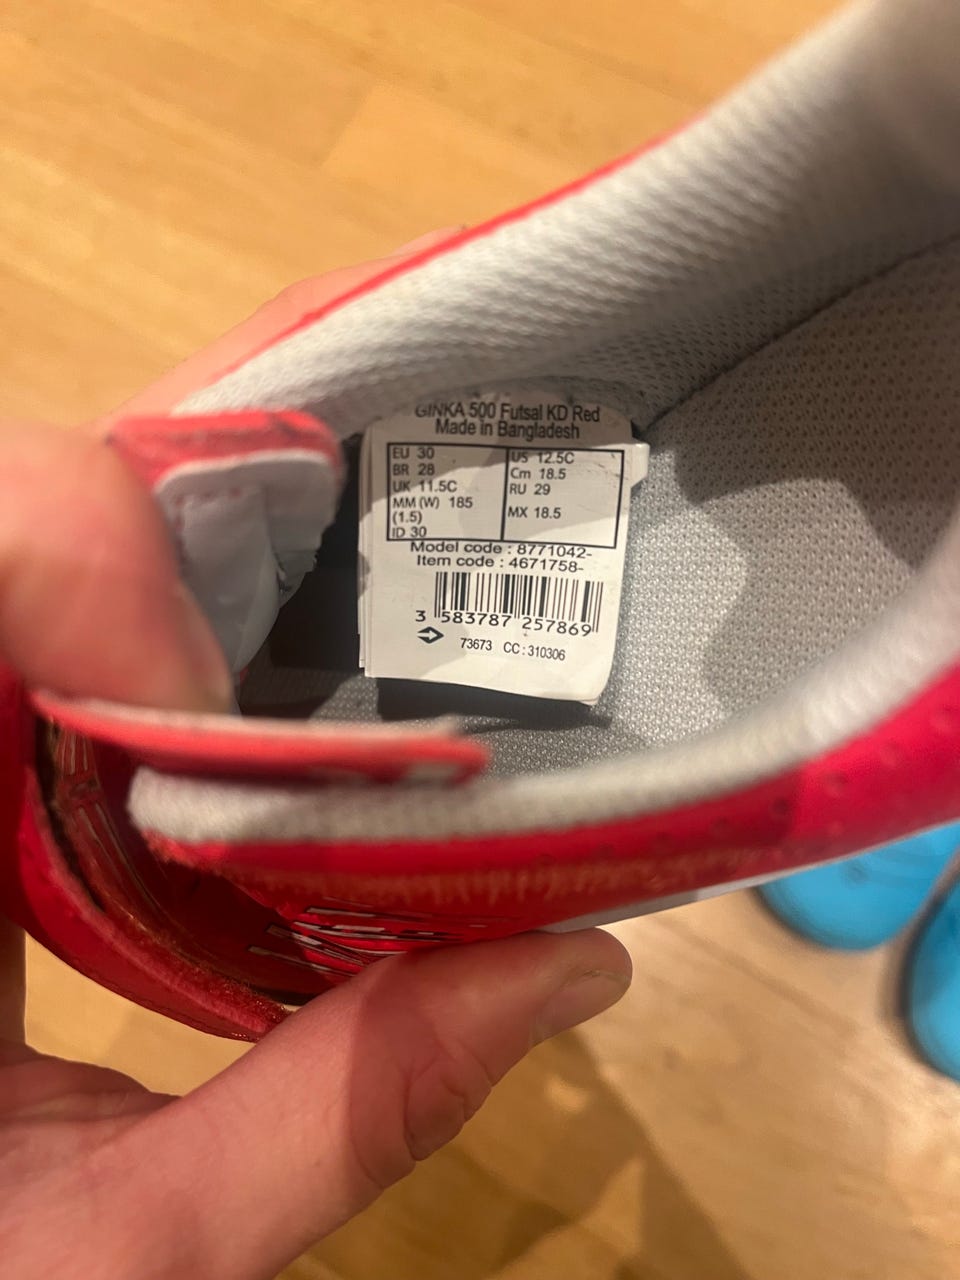 GINKA 500 Futsal KD Red
Made in Bangladesh
EU 30
BR 28
UK 11.5C
MM (W) 185
(1.5)
ID 30
US 12.5C
Cm 18.5
RU 29
MX 18.5
Model code : 8771042-
Item code : 4671758-
3 583787 257869
73673 CC : 310306